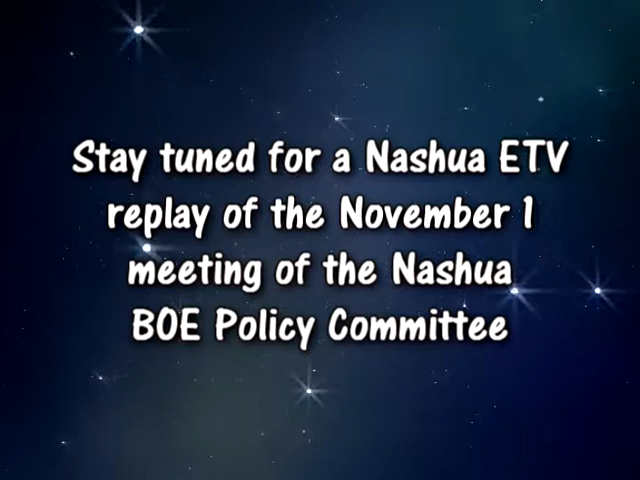 Stay tuned for a Nashua ETV
replay of the November 1
meeting of the Nashua
BOE Policy Committee